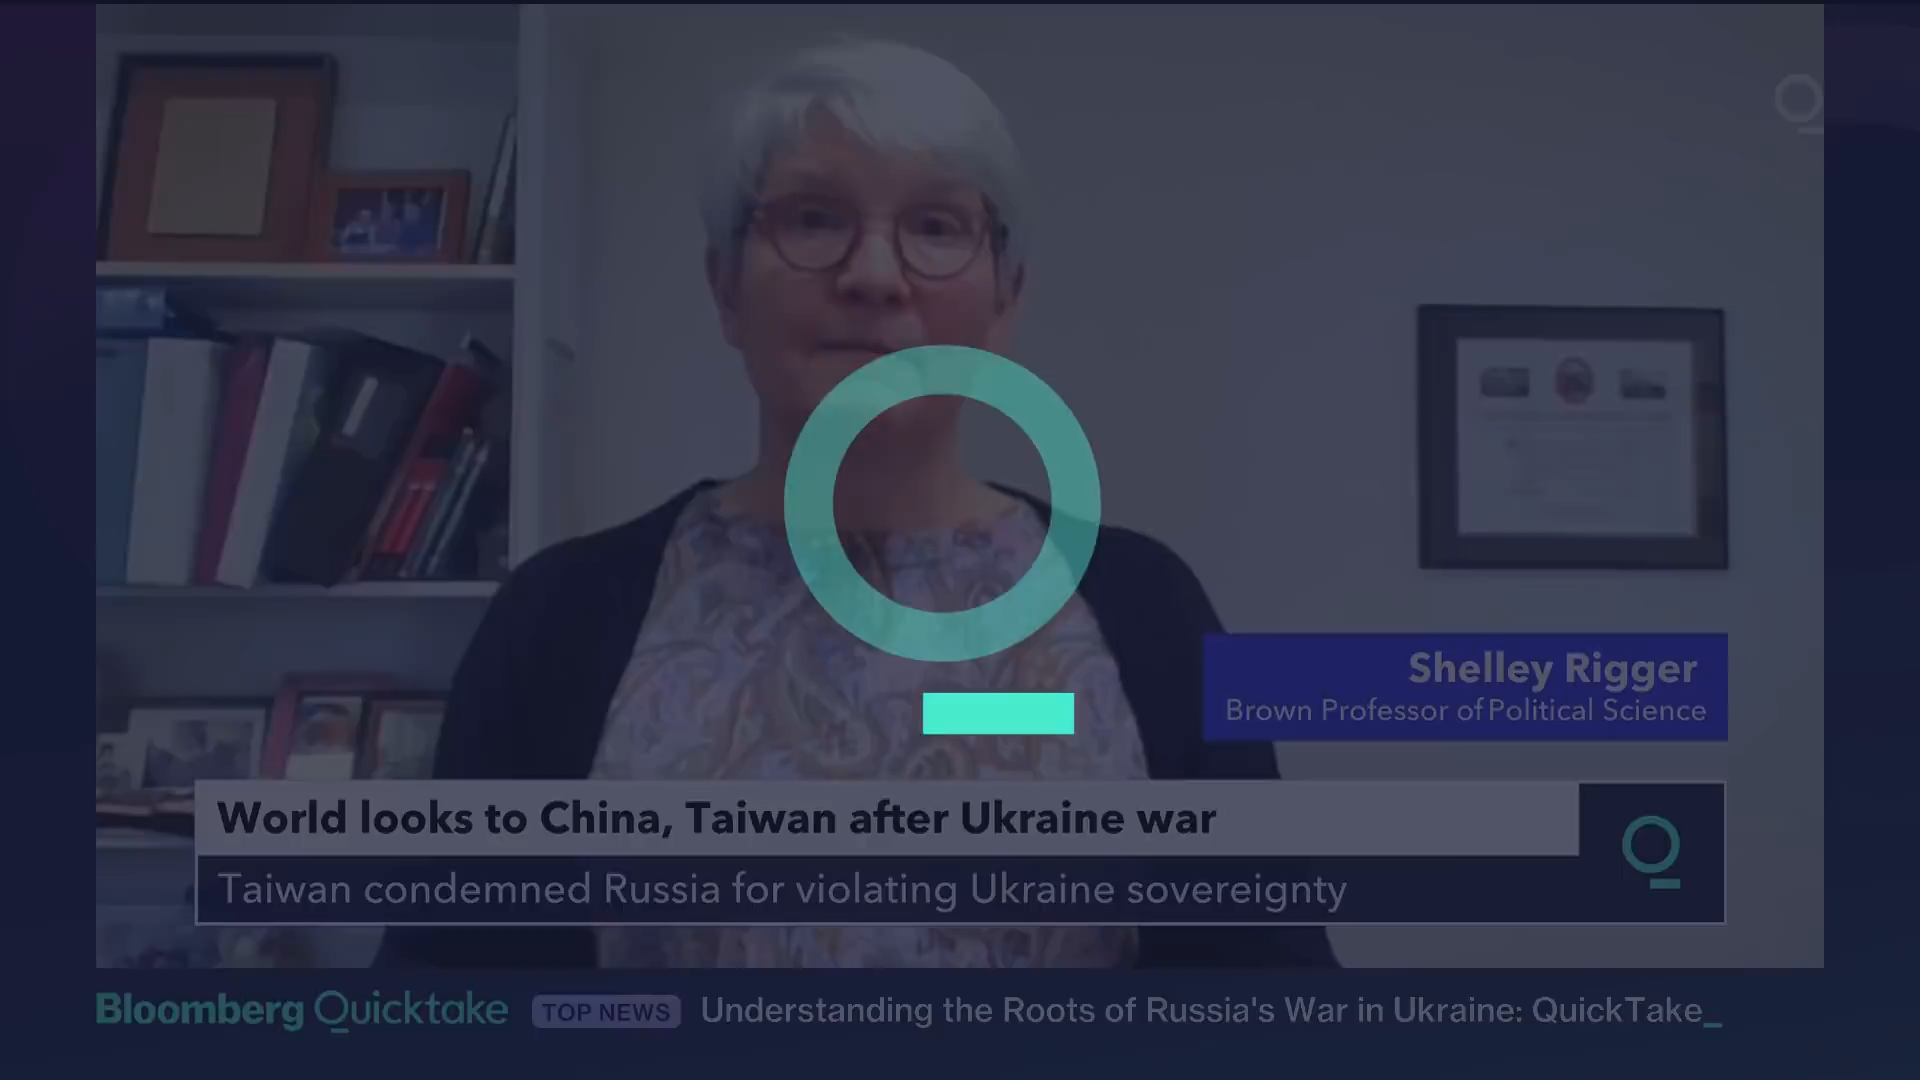 Shelley Rigger
Brown Professor of Political Science
World looks to China, Taiwan after Ukraine war
Taiwan condemned Russia for violating Ukraine sovereignty
Bloomberg Quicktake TOP NEWS Understanding the Roots of Russia's War in Ukraine: QuickTake_